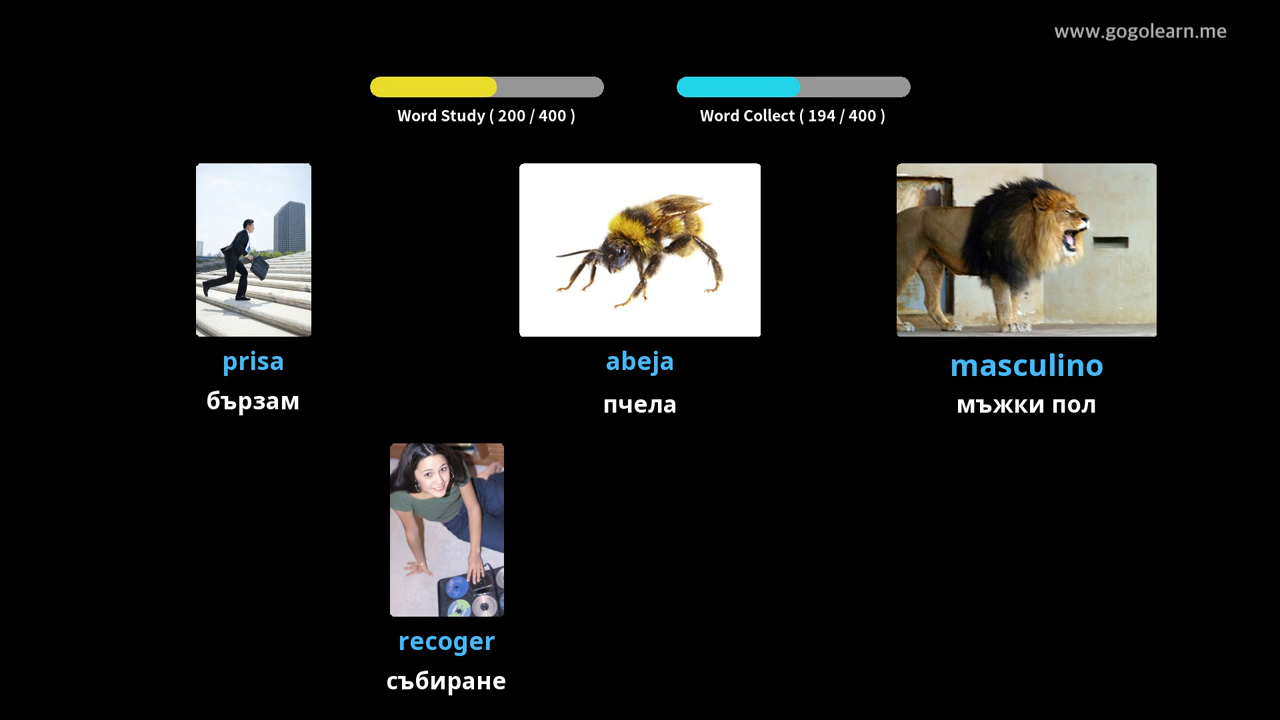 www.gogolearn.me
Word Study ( 200 / 400 )
Word Collect ( 194 / 400 )
prisa
бързам
abeja
пчела
masculino
мъжки пол
recoger
събиране